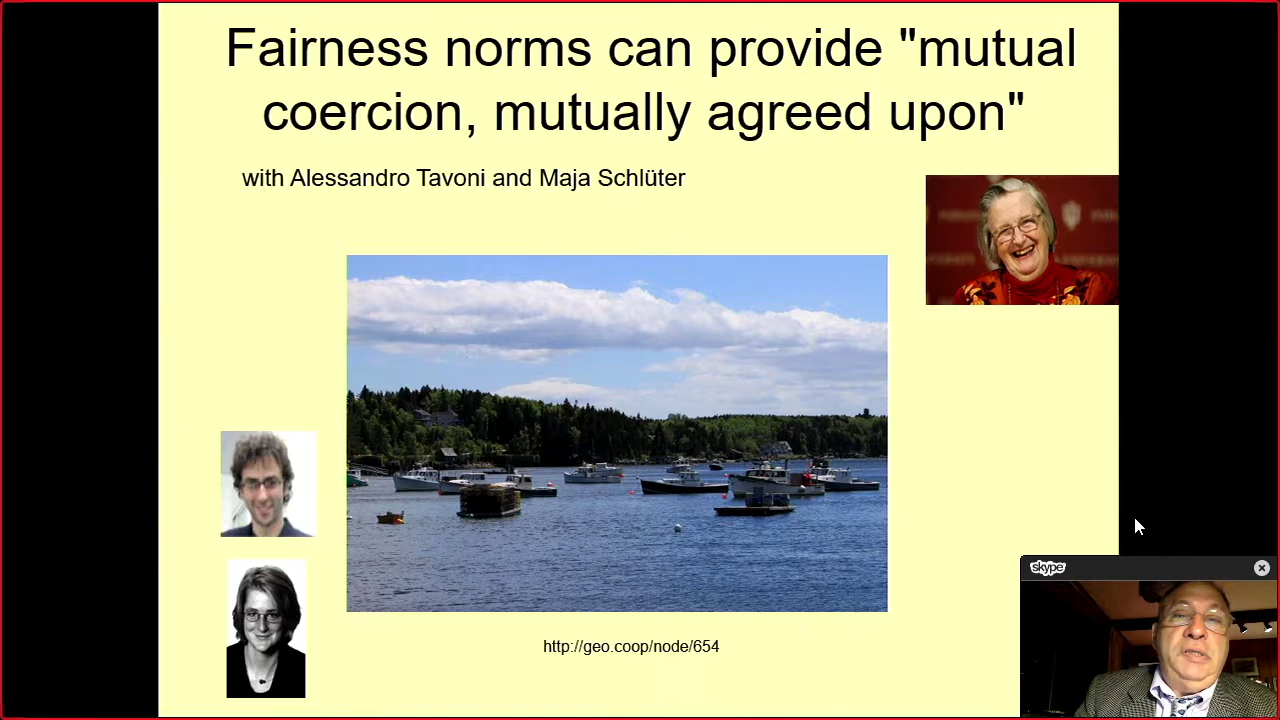 Fairness norms can provide "mutual
coercion, mutually agreed upon"
with Alessandro Tavoni and Maja Schlüter
skype
http://geo.coop/node/654